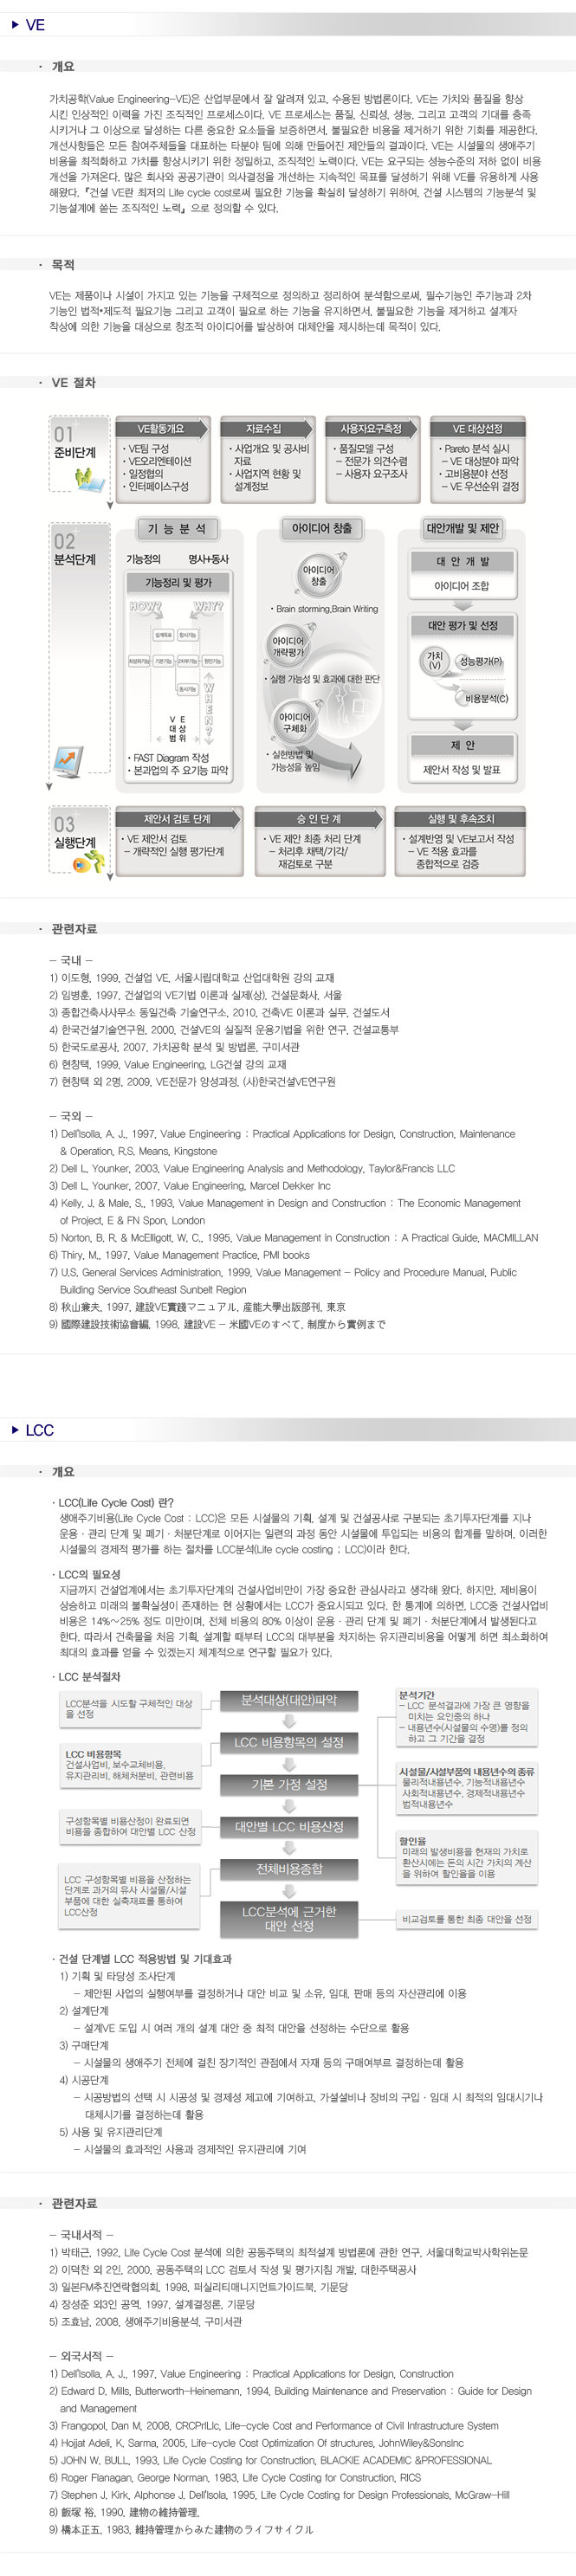 VE
· 개요
가치공학(Value Engineering-VE)은 산업부문에서 잘 알려져 있고, 수용된 방법론이다. VE는 가치와 품질을 향상
시킨 인상적인 이력을 가진 조직적인 프로세스이다. VE 프로세스는 품질, 신뢰성, 성능, 그리고 고객의 기대를 충족
시키거나 그 이상으로 달성하는 다른 중요한 요소들을 보증하면서, 불필요한 비용을 제거하기 위한 기회를 제공한다.
개선사항들은 모든 참여주체들을 대표하는 다분야 팀에 의해 만들어진 제안들의 결과이다. VE는 시설물의 생애주기
비용을 최적화하고 가치를 향상시키기 위한 정밀하고, 조직적인 노력이다. VE는 요구되는 성능수준의 저하 없이 비용
개선을 가져온다. 많은 회사와 공공기관이 의사결정을 개선하는 지속적인 목표를 달성하기 위해 VE를 유용하게 사용
해왔다. 『건설 VE란 최저의 Life cycle cost로써 필요한 기능을 확실히 달성하기 위하여, 건설 시스템의 기능분석 및
기능설계에 쏟는 조직적인 노력』으로 정의할 수 있다.
· 목적
VE는 제품이나 시설이 가지고 있는 기능을 구체적으로 정의하고 정리하여 분석함으로써, 필수기능인 주기능과 2차
기능인 법적•제도적 필요기능 그리고 고객이 필요로 하는 기능을 유지하면서, 불필요한 기능을 제거하고 설계자
착상에 의한 기능을 대상으로 창조적 아이디어를 발상하여 대체안을 제시하는데 목적이 있다.
· VE 절차
01
준비단계
VE활동개요
· VE팀 구성
· VE오리엔테이션
· 일정협의
· 인터페이스구성
자료수집
· 사업개요 및 공사비
자료
· 사업지역 현황 및
설계정보
사용자요구측정
· 품질모델 구성
- 전문가 의견수렴
- 사용자 요구조사
VE 대상선정
· Pareto 분석 실시
- VE 대상분야 파악
· 고비용분야 선정
- VE 우선순위 결정
02
분석단계
기 능 분 석
기능정의 명사+동사
기능정리 및 평가
HOW? WHY?
설계목표
최상위기능
기본기능
동시기능
WHEN?
V E
대 상
범 위
· FAST Diagram 작성
· 본과업의 주 요기능 파악
아이디어 창출
아이디어
창출
· Brain storming,Brain Writing
아이디어
개략평가
· 실행 가능성 및 효과에 대한 판단
아이디어
구체화
· 실현방법 및
가능성을 높임
대안개발 및 제안
대 안 개 발
아이디어 조합
대안 평가 및 선정
가치
(V)
성능평가(P)
비용분석(C)
제 안
제안서 작성 및 발표
03
실행단계
제안서 검토 단계
· VE 제안서 검토
- 개략적인 실행 평가단계
승 인 단 계
· VE 제안 최종 처리 단계
- 처리후 채택/기각/
재검토로 구분
실행 및 후속조치
· 설계반영 및 VE보고서 작성
- VE 적용 효과를
종합적으로 검증
· 관련자료
- 국내 -
1) 이도형, 1999, 건설업 VE, 서울시립대학교 산업대학원 강의 교재
2) 임병훈, 1997, 건설업의 VE기법 이론과 실제(상), 건설문화사, 서울
3) 종합건축사사무소 동일건축 기술연구소, 2010, 건축VE 이론과 실무, 건설도서
4) 한국건설기술연구원, 2000, 건설VE의 실질적 운용기법을 위한 연구, 건설교통부
5) 한국도로공사, 2007, 가치공학 분석 및 방법론, 구미서관
6) 현창택, 1999, Value Engineering, LG건설 강의 교재
7) 현창택 외 2명, 2009, VE전문가 양성과정, (사)한국건설VE연구원
- 국외 -
1) Dell'Isolla, A, J., 1997, Value Engineering : Practical Applications for Design, Construction, Maintenance
& Operation, R.S, Means, Kingstone
2) Dell L, Younker, 2003, Value Engineering Analysis and Methodology, Taylor&Francis LLC
3) Dell L, Younker, 2007, Value Engineering, Marcel Dekker Inc
4) Kelly, J. & Male, S., 1993, Value Management in Design and Construction : The Economic Management
of Project, E & FN Spon, London
5) Norton, B, R, & McElligott, W, C., 1995, Value Management in Construction : A Practical Guide, MACMILLAN
6) Thiry, M., 1997, Value Management Practice, PMI books
7) U.S, General Services Administration, 1999, Value Management - Policy and Procedure Manual, Public
Building Service Southeast Sunbelt Region
8) 秋山兼夫, 1997, 建設VE實踐マニュアル, 産能大學出版部刊, 東京
9) 國際建設技術協會編, 1998, 建設VE - 米國VEのすべて, 制度から實例まで
LCC
· 개요
· LCC(Life Cycle Cost) 란?
생애주기비용(Life Cycle Cost : LCC)은 모든 시설물의 기획, 설계 및 건설공사로 구분되는 초기투자단계를 지나
운용 · 관리 단계 및 폐기 · 처분단계로 이어지는 일련의 과정 동안 시설물에 투입되는 비용의 합계를 말하며, 이러한
시설물의 경제적 평가를 하는 절차를 LCC분석(Life cycle costing ; LCC)이라 한다.
· LCC의 필요성
지금까지 건설업계에서는 초기투자단계의 건설사업비만이 가장 중요한 관심사라고 생각해 왔다. 하지만, 제비용이
상승하고 미래의 불확실성이 존재하는 현 상황에서는 LCC가 중요시되고 있다. 한 통계에 의하면, LCC중 건설사업비
비용은 14%~25% 정도 미만이며, 전체 비용의 80% 이상이 운용 · 관리 단계 및 폐기 · 처분단계에서 발생된다고
한다. 따라서 건축물을 처음 기획, 설계할 때부터 LCC의 대부분을 차지하는 유지관리비용을 어떻게 하면 최소화하여
최대의 효과를 얻을 수 있겠는지 체계적으로 연구할 필요가 있다.
· LCC 분석절차
LCC분석을 시도할 구체적인 대상
을 선정
LCC 비용항목
건설사업비, 보수교체비용,
유지관리비, 해체처분비, 관련비용
구성항목별 비용산정이 완료되면
비용을 종합하여 대안별 LCC 산정
LCC 구성항목별 비용을 산정하는
단계로 과거의 유사 시설물/시설
부품에 대한 실축재료를 통하여
LCC산정
분석대상(대안)파악
LCC 비용항목의 설정
기본 가정 설정
대안별 LCC 비용산정
전체비용종합
LCC분석에 근거한
대안 선정
분석기간
- LCC 분석결과에 가장 큰 영향을
미치는 요인중의 하나
- 내용년수(시설물의 수명)를 정의
하고 그 기간을 결정
시설물/시설부품의 내용년수의 종류
물리적내용년수, 기능적내용년수
사회적내용년수, 경제적내용년수
법적내용년수
할인율
미래의 발생비용을 현재의 가치로
환산시에는 돈의 시간 가치의 계산
을 위하여 할인율을 이용
비교검토를 통한 최종 대안을 선정
· 건설 단계별 LCC 적용방법 및 기대효과
1) 기획 및 타당성 조사단계
- 제안된 사업의 실행여부를 결정하거나 대안 비교 및 소유, 임대, 판매 등의 자산관리에 이용
2) 설계단계
- 설계VE 도입 시 여러 개의 설계 대안 중 최적 대안을 선정하는 수단으로 활용
3) 구매단계
- 시설물의 생애주기 전체에 걸친 장기적인 관점에서 자재 등의 구매여부르 결정하는데 활용
4) 시공단계
- 시공방법의 선택 시 시공성 및 경제성 제고에 기여하고, 가설설비나 장비의 구입 · 임대 시 최적의 임대시기나
대체시기를 결정하는데 활용
5) 사용 및 유지관리단계
- 시설물의 효과적인 사용과 경제적인 유지관리에 기여
· 관련자료
- 국내서적 -
1) 박태근, 1992, Life Cycle Cost 분석에 의한 공동주택의 최적설계 방법론에 관한 연구, 서울대학교박사학위논문
2) 이덕찬 외 2인, 2000, 공동주택의 LCC 검토서 작성 및 평가지침 개발, 대한주택공사
3) 일본FM추진연락협의회, 1998, 퍼실리티매니지먼트가이드북, 기문당
4) 장성준 외3인 공역, 1997, 설계결정론, 기문당
5) 조효남, 2008, 생애주기비용분석, 구미서관
- 외국서적 -
1) Dell'Isolla, A, J., 1997, Value Engineering : Practical Applications for Design, Construction
2) Edward D, Mills, Butterworth-Heinemann, 1994, Building Maintenance and Preservation : Guide for Design
and Management
3) Frangopol, Dan M, 2008, CRCPrlLlc, Life-cycle Cost and Performance of Civil Infrastructure System
4) Hojjat Adeli, K, Sarma, 2005, Life-cycle Cost Optimization Of structures, JohnWiley&SonsInc
5) JOHN W, BULL, 1993, Life Cycle Costing for Construction, BLACKIE ACADEMIC &PROFESSIONAL
6) Roger Flanagan, George Norman, 1983, Life Cycle Costing for Construction, RICS
7) Stephen J, Kirk, Alphonse J, Dell'Isola, 1995, Life Cycle Costing for Design Professionals, McGraw-Hill
8) 飯塚 裕, 1990, 建物の維持管理,
9) 橋本正五, 1983, 維持管理からみた建物のライフサイクル